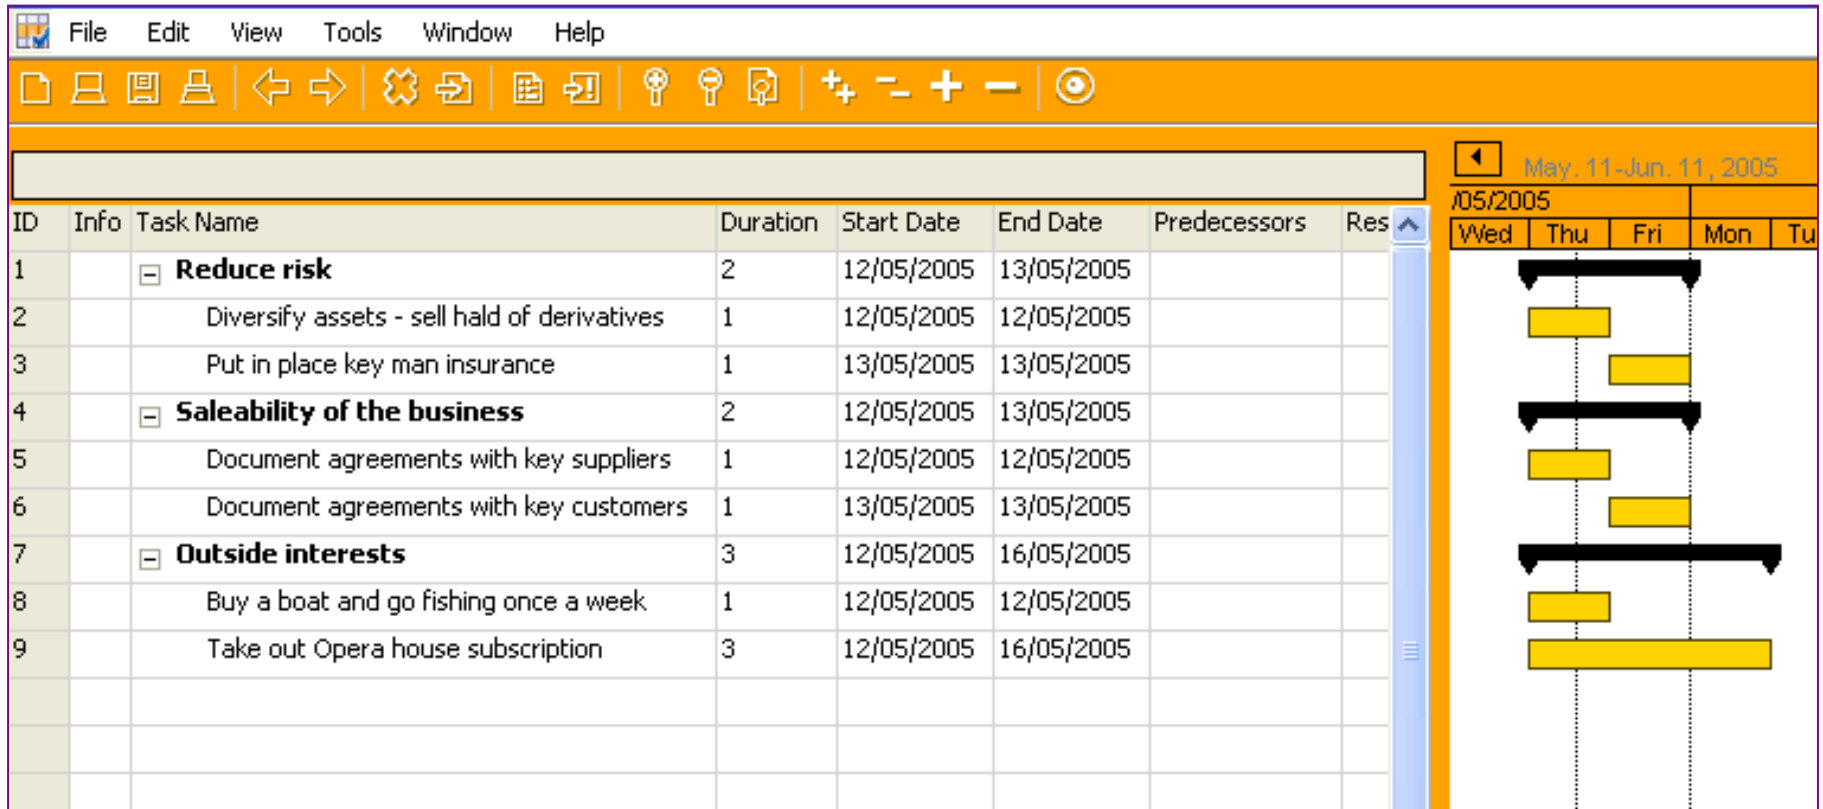 File Edit View Tools Window Help
May. 11-Jun. 11, 2005
/05/2005
ID Info Task Name Duration Start Date End Date Predecessors Res Wed Thu Fri Mon Tu
1 Reduce risk 2 12/05/2005 13/05/2005
2 Diversify assets - sell hald of derivatives 1 12/05/2005 12/05/2005
3 Put in place key man insurance 1 13/05/2005 13/05/2005
4 Saleability of the business 2 12/05/2005 13/05/2005
5 Document agreements with key suppliers 1 12/05/2005 12/05/2005
6 Document agreements with key customers 1 13/05/2005 13/05/2005
7 Outside interests 3 12/05/2005 16/05/2005
8 Buy a boat and go fishing once a week 1 12/05/2005 12/05/2005
9 Take out Opera house subscription 3 12/05/2005 16/05/2005